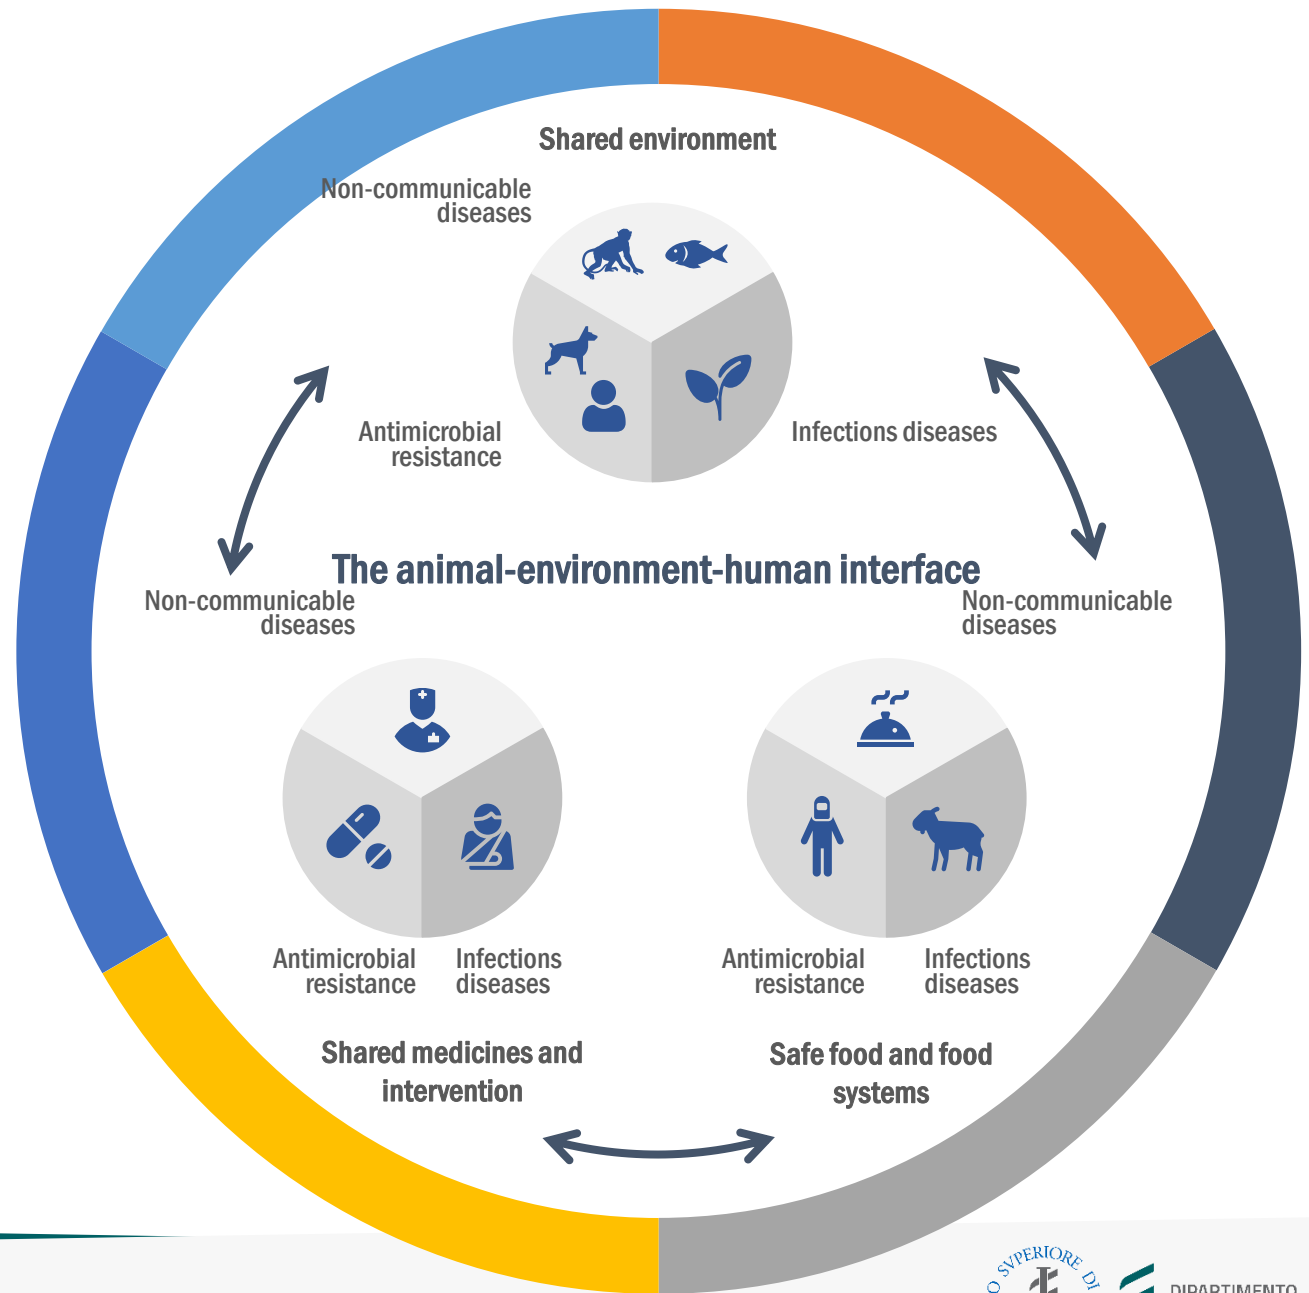 Shared environment
Non-communicable
diseases
Antimicrobial
resistance
Infections diseases
The animal-environment-human interface
Non-communicable
diseases
Non-communicable
diseases
Antimicrobial
resistance
Infections
diseases
Antimicrobial
resistance
Infections
diseases
Shared medicines and
intervention
Safe food and food
systems
O SVPERIORE DI
DIPARTIMENTO